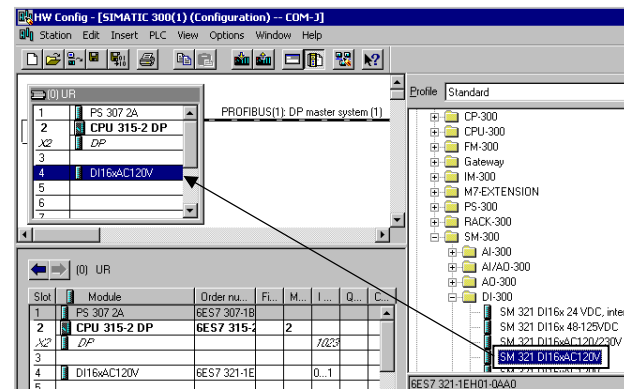 HW Config - [SIMATIC 300(1) (Configuration) -- COM-J]
Station Edit Insert PLC View Options Window Help
(0) UR
1 PS 307 2A
2 CPU 315-2 DP
X2 DP
3
4 DI16xAC120V
5
6
7
PROFIBUS(1): DP master system (1)
Profile Standard
CP-300
CPU-300
FM-300
Gateway
IM-300
M7-EXTENSION
PS-300
RACK-300
SM-300
AI-300
AI/AO-300
AO-300
DI-300
SM 321 DI16x 24 VDC, inte
SM 321 DI16x 48-125VDC
SM 321 DI16xAC120/230V
SM 321 DI16xAC120V
6ES7 321-1EH01-0AA0
(0) UR
Slot Module Order nu... Fi... M... I ... Q... C...
1 PS 307 2A 6ES7 307-1B
2 CPU 315-2 DP 6ES7 315-2 2
X2 DP 1023
3
4 DI16xAC120V 6ES7 321-1E 0...1
5